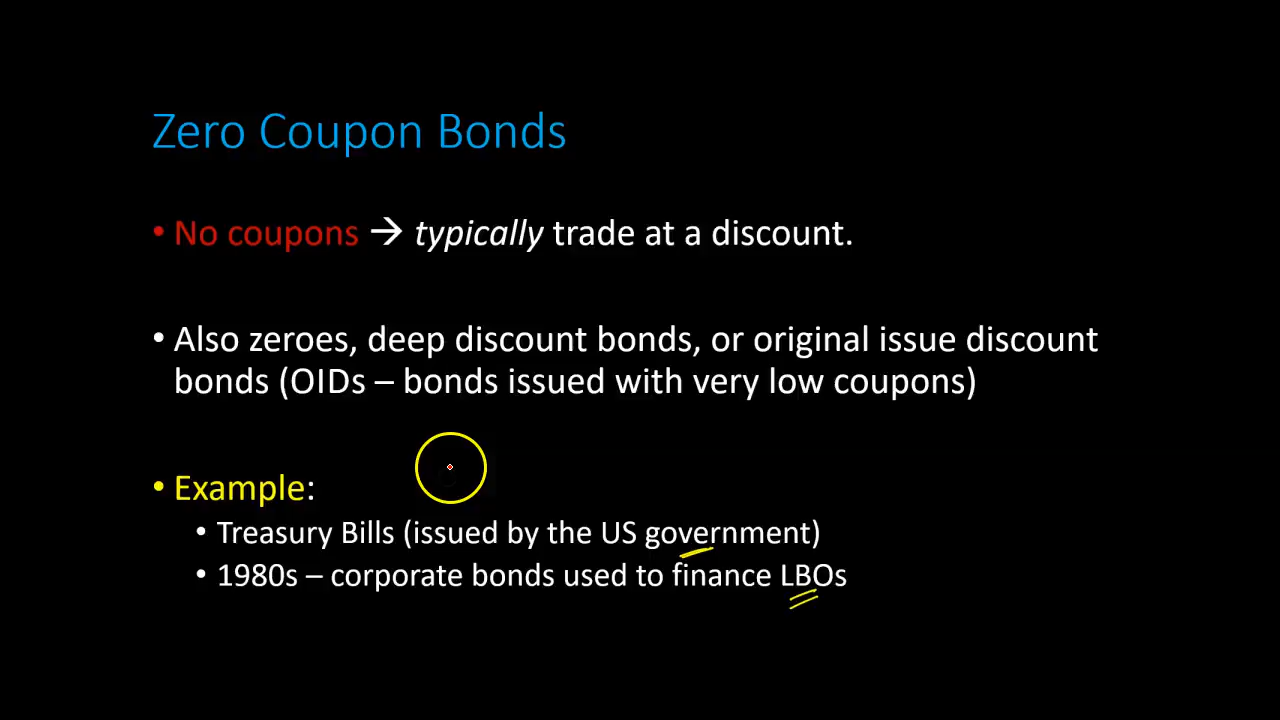 Zero Coupon Bonds
• No coupons → typically trade at a discount.
• Also zeroes, deep discount bonds, or original issue discount
bonds (OIDs – bonds issued with very low coupons)
• Example:
• Treasury Bills (issued by the US government)
• 1980s – corporate bonds used to finance LBOs